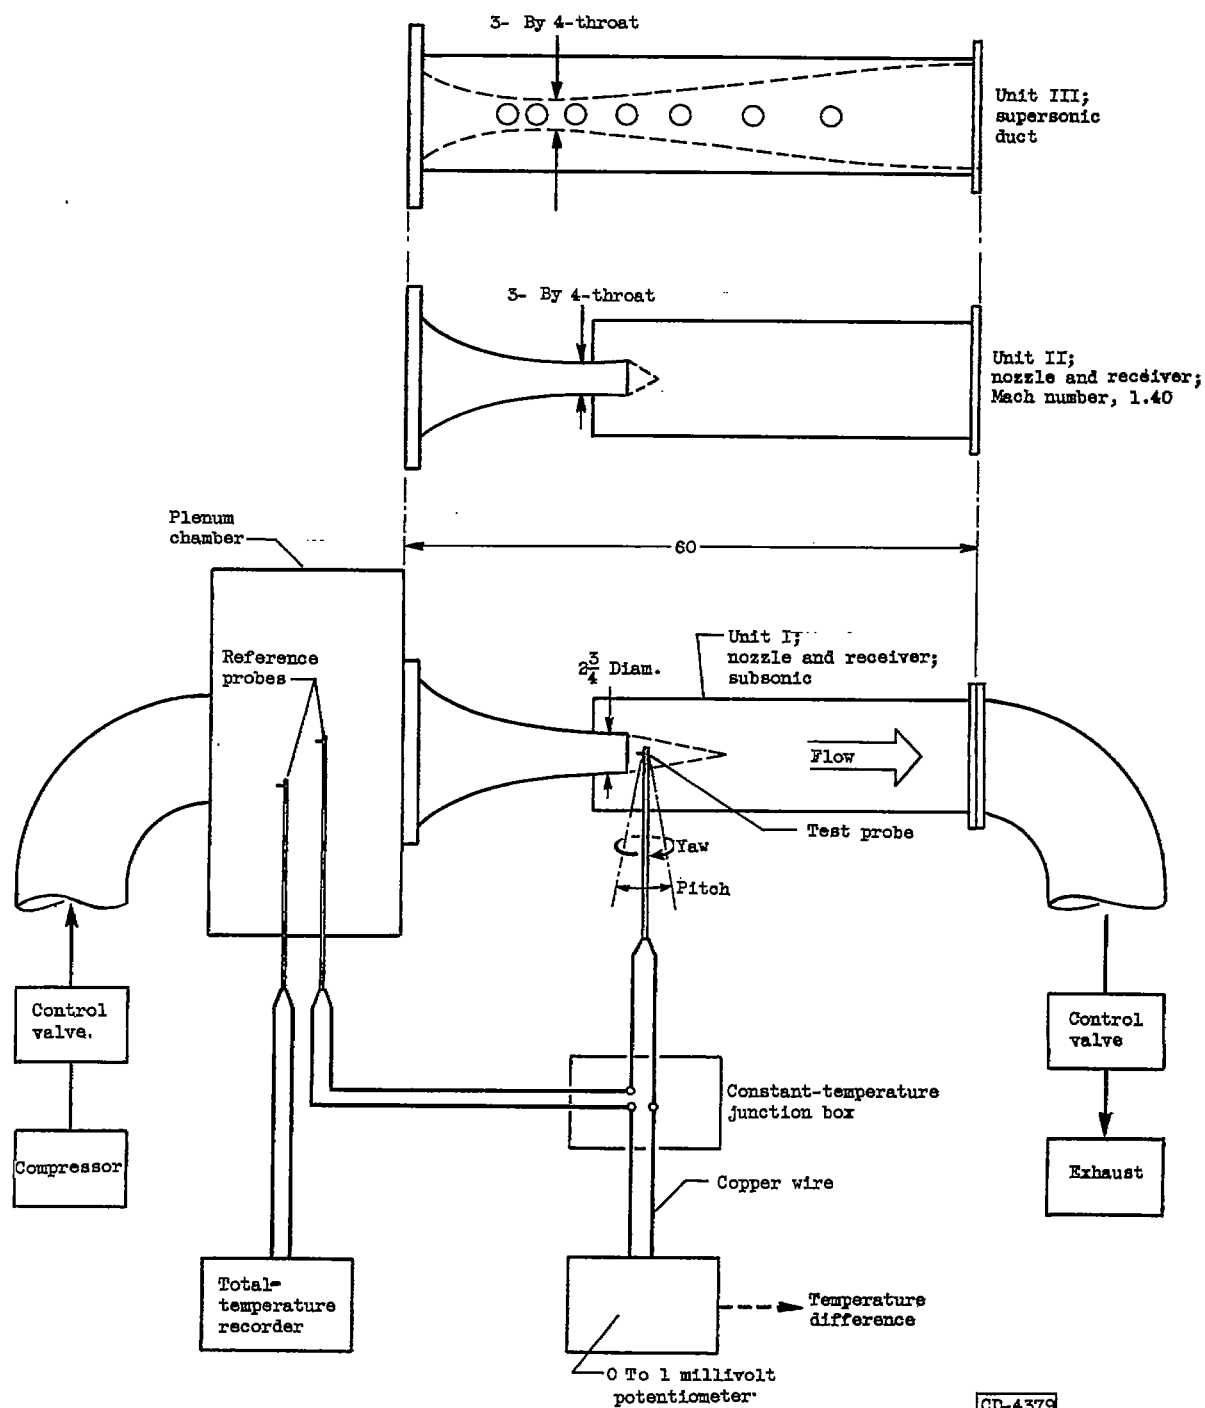 3- By 4-throat
Unit III;
supersonic
duct
3- By 4-throat
Unit II;
nozzle and receiver;
Mach number, 1.40
Plenum
chamber
60
Reference
probes
2 3/4 Diam.
Unit I;
nozzle and receiver;
subsonic
Flow
Test probe
Yaw
Pitch
Control
valve.
Control
valve
Constant-temperature
junction box
Compressor
Exhaust
Copper wire
Total-
temperature
recorder
Temperature
difference
0 To 1 millivolt
potentiometer
CD-4379